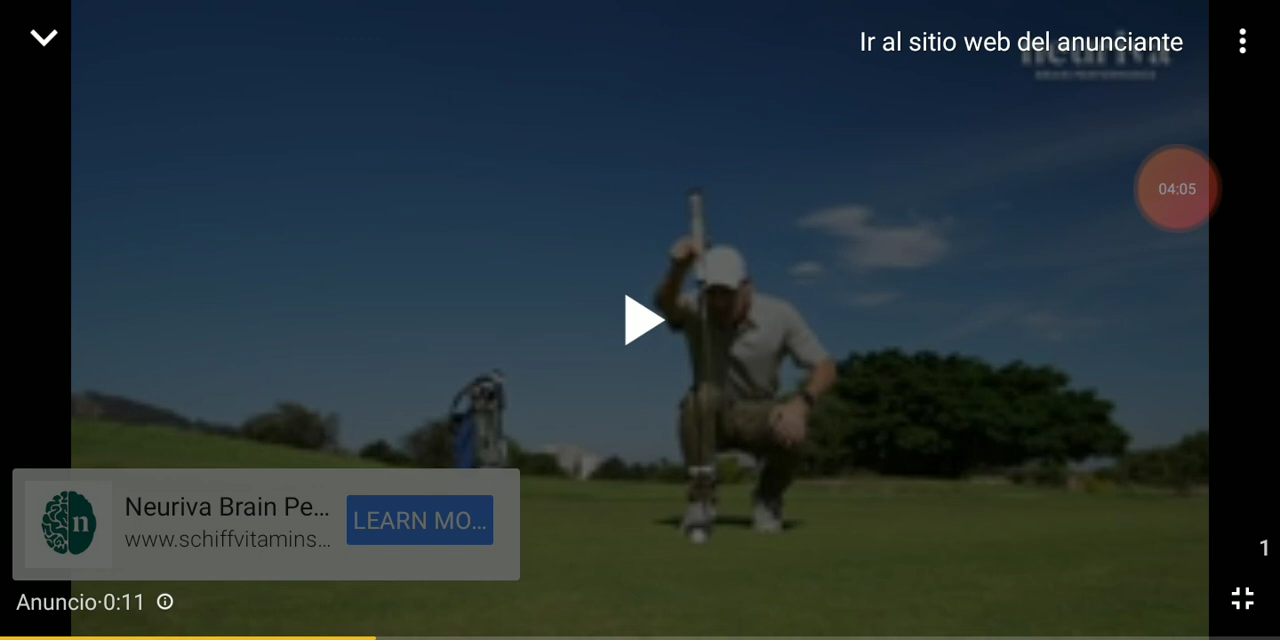 Ir al sitio web del anunciante
neuriva
04:05
Neuriva Brain Pe...
LEARN MO...
www.schiffvitamins...
1
Anuncio·0:11